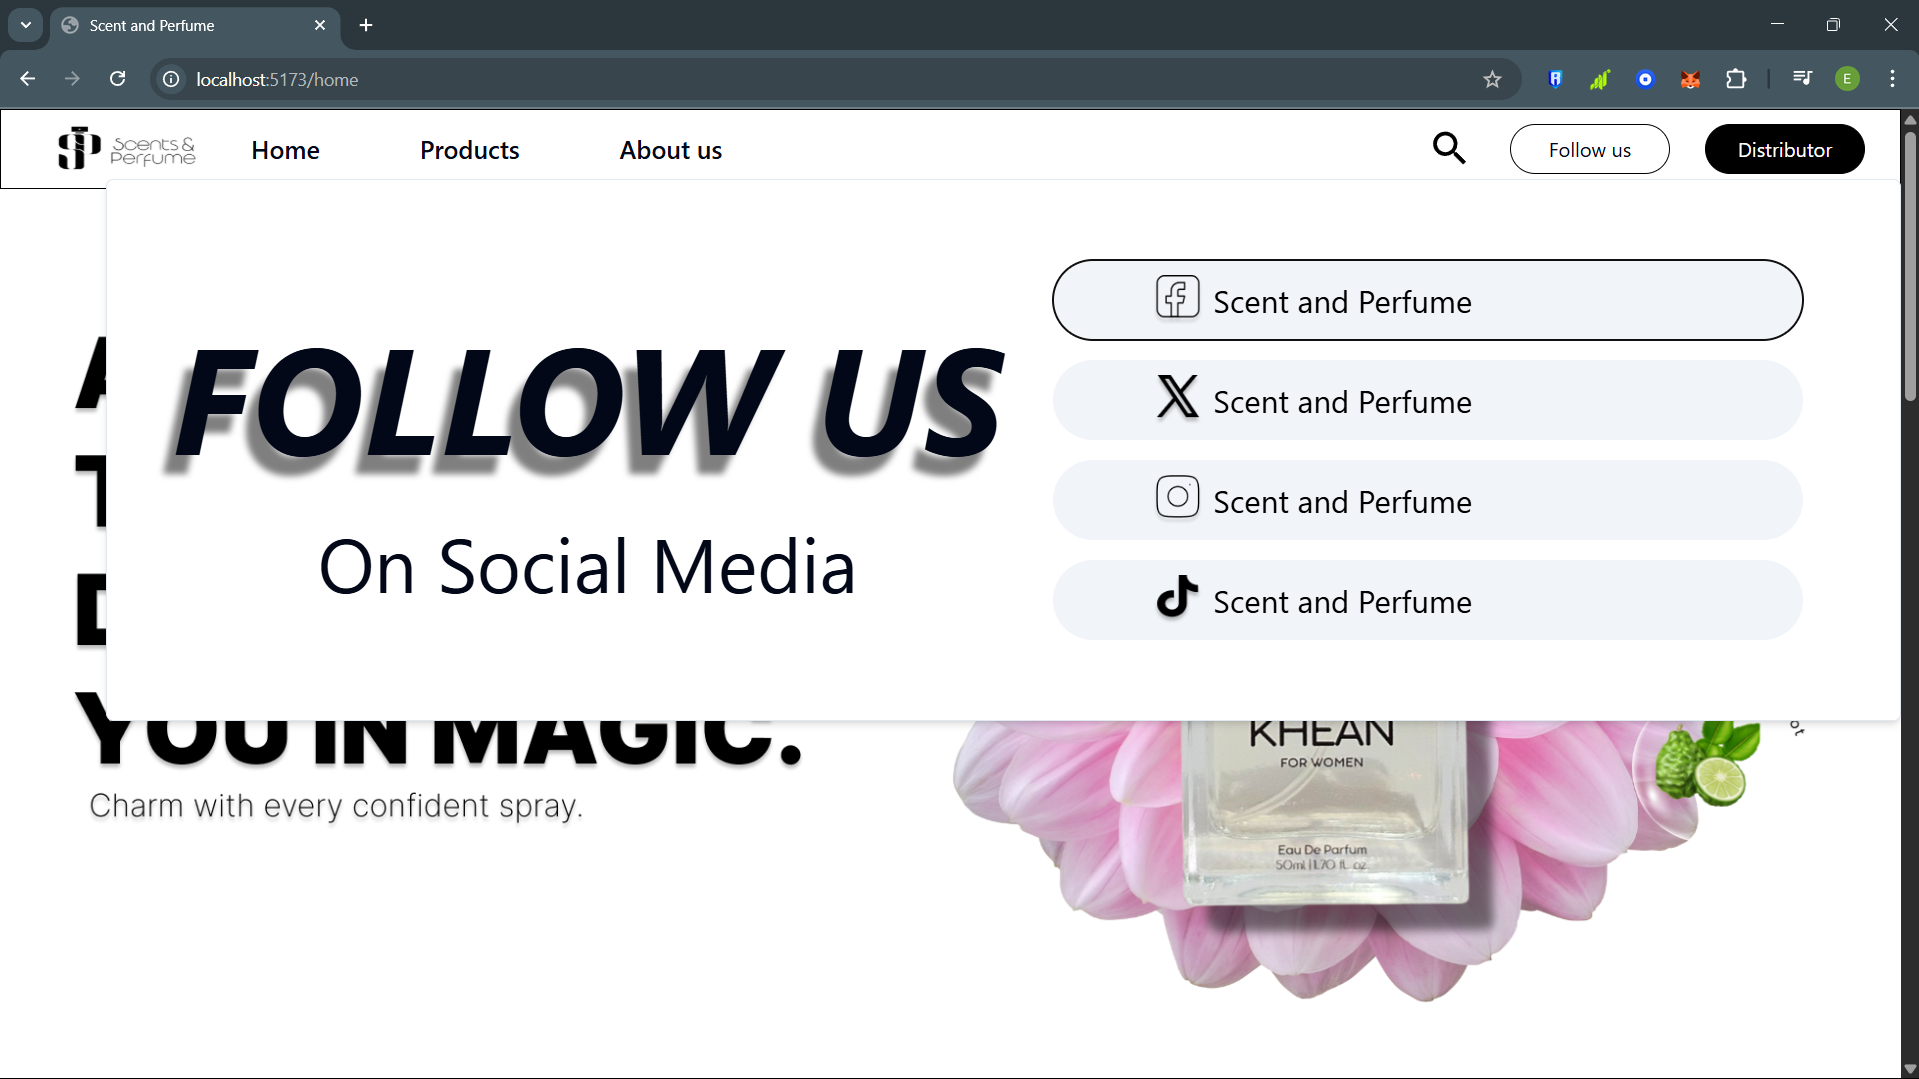 Scent and Perfume
localhost:5173/home
E
Scents &
Perfume
Home
Products
About us
Follow us
Distributor
FOLLOW US
On Social Media
Scent and Perfume
Scent and Perfume
Scent and Perfume
Scent and Perfume
YOU IN MAGIC.
Charm with every confident spray.
KHEAN
FOR WOMEN
Eau De Parfum
50ml | 1.70 fl. oz.